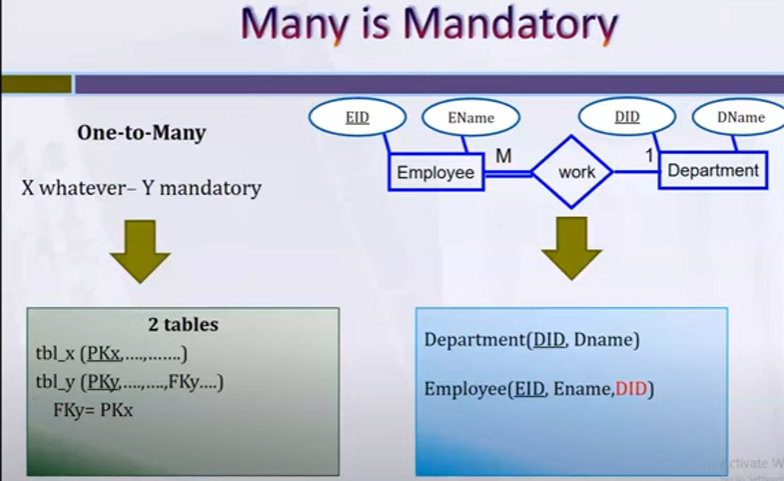 Many is Mandatory
One-to-Many
X whatever– Y mandatory
EID
EName
DID
DName
Employee
M
work
1
Department
2 tables
tbl_x (PKx,....,.......)
tbl_y (PKy,....,....,FKy....)
FKy= PKx
Department(DID, Dname)
Employee(EID, Ename,DID)
ctivate W